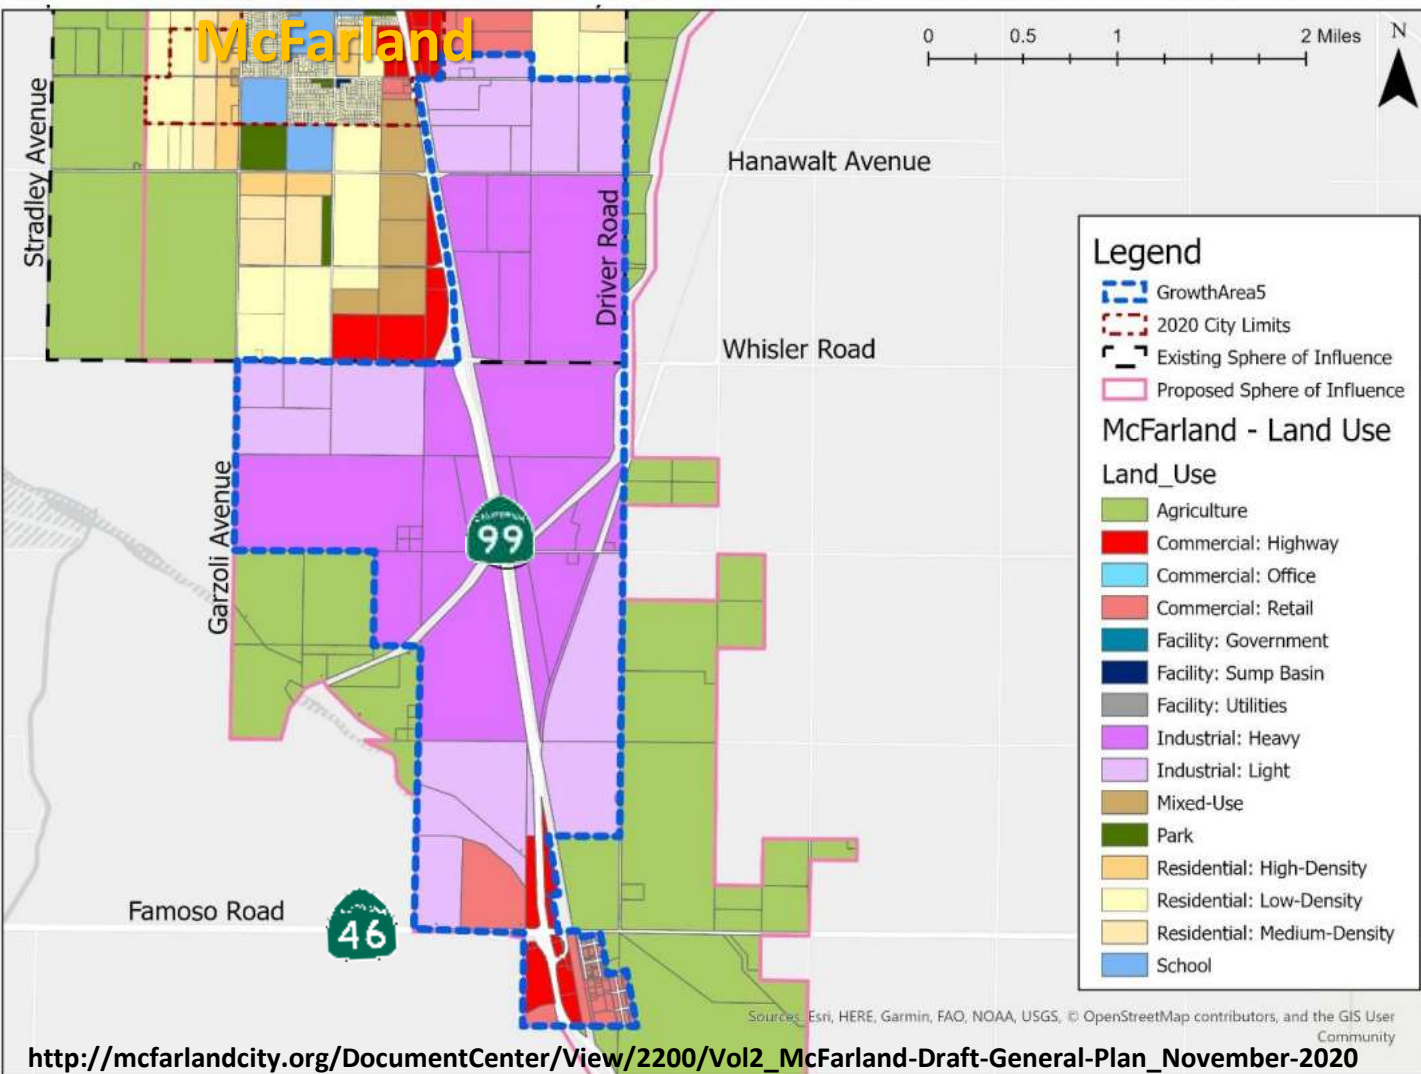 McFarland
0 0.5 1 2 Miles
N
Stradley Avenue
Hanawalt Avenue
Driver Road
Whisler Road
Garzoli Avenue
99
Famoso Road
46
Legend
GrowthArea5
2020 City Limits
Existing Sphere of Influence
Proposed Sphere of Influence
McFarland - Land Use
Land_Use
Agriculture
Commercial: Highway
Commercial: Office
Commercial: Retail
Facility: Government
Facility: Sump Basin
Facility: Utilities
Industrial: Heavy
Industrial: Light
Mixed-Use
Park
Residential: High-Density
Residential: Low-Density
Residential: Medium-Density
School
Sources: Esri, HERE, Garmin, FAO, NOAA, USGS, © OpenStreetMap contributors, and the GIS User
Community
http://mcfarlandcity.org/DocumentCenter/View/2200/Vol2_McFarland-Draft-General-Plan_November-2020